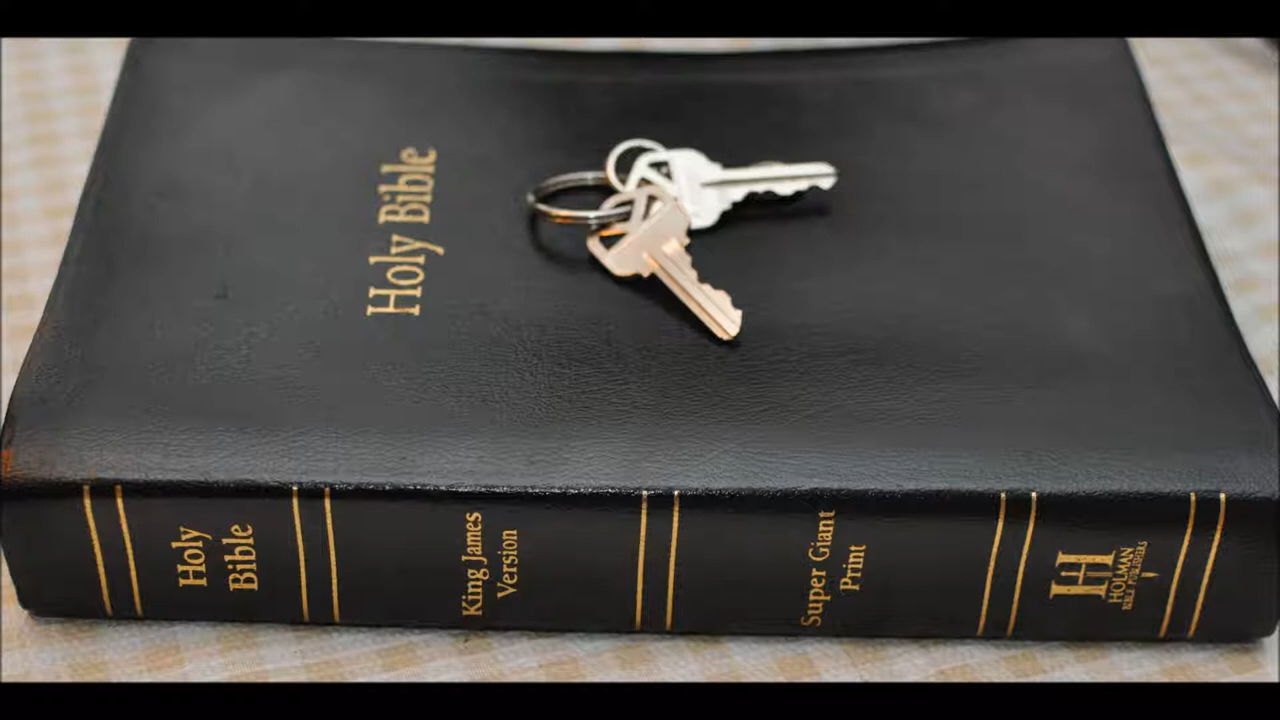 Holy Bible
Holy
Bible
King James
Version
Super Giant
Print
H
HOLMAN
BIBLE PUBLISHERS